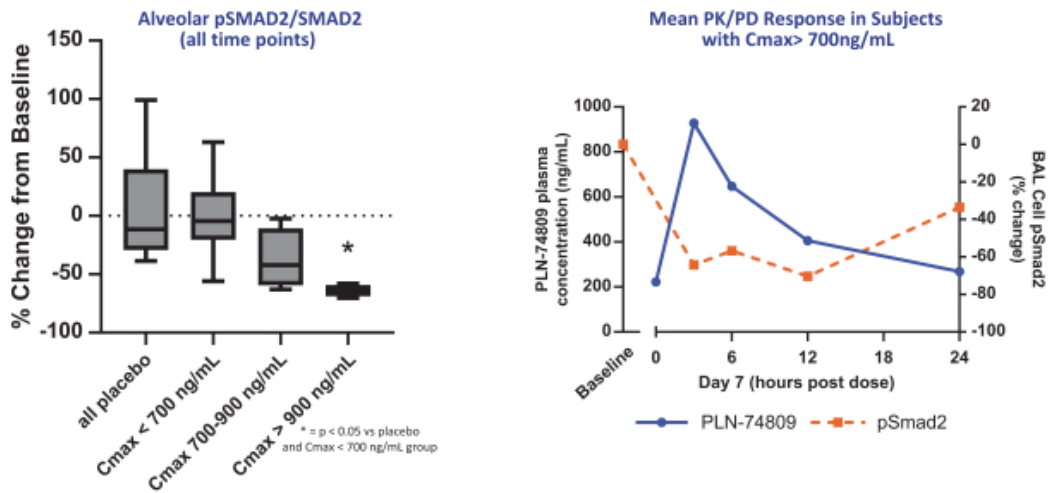 Alveolar pSMAD2/SMAD2
(all time points)
% Change from Baseline
150
100
50
0
-50
-100
*
all placebo
Cmax < 700 ng/mL
Cmax 700-900 ng/mL
Cmax > 900 ng/mL
* = p < 0.05 vs placebo
and Cmax < 700 ng/mL group
Mean PK/PD Response in Subjects
with Cmax> 700ng/mL
PLN-74809 plasma
concentration (ng/mL)
1000
800
600
400
200
0
20
0
-20
-40
-60
-80
-100
BAL Cell pSmad2
(% change)
Baseline
0
6
12
18
24
Day 7 (hours post dose)
PLN-74809
pSmad2